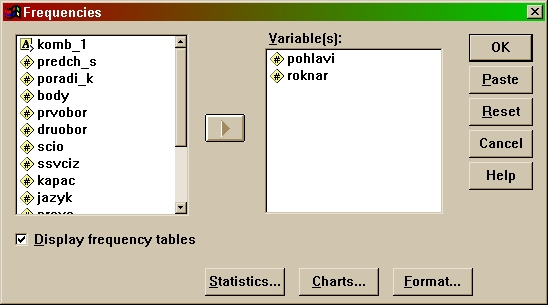 Frequencies
komb_1
predch_s
poradi_k
body
prvobor
druobor
scio
ssvciz
kapac
jazyk
Variable(s):
pohlavi
roknar
OK
Paste
Reset
Cancel
Help
Display frequency tables
Statistics...
Charts...
Format...